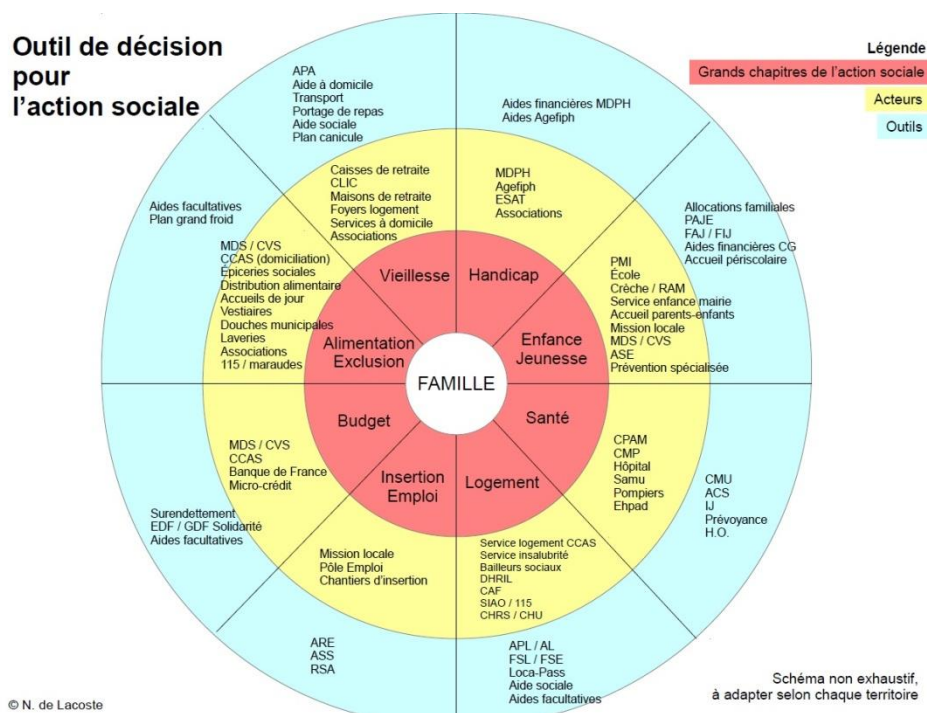 Outil de décision
pour
l'action sociale
Légende
Grands chapitres de l'action sociale
Acteurs
Outils
APA
Aide à domicile
Transport
Portage de repas
Aide sociale
Plan canicule
Aides financières MDPH
Aides Agefiph
Caisses de retraite
CLIC
Maisons de retraite
Foyers logement
Services à domicile
Associations
MDPH
Agefiph
ESAT
Associations
Aides facultatives
Plan grand froid
Allocations familiales
PAJE
FAJ / FIJ
Aides financières CG
Accueil périscolaire
MDS / CVS
CCAS (domiciliation)
Epiceries sociales
Distribution alimentaire
Accueils de jour
Vestiaires
Douches municipales
Laveries
Associations
115 / maraudes
PMI
École
Crèche / RAM
Service enfance mairie
Accueil parents-enfants
Mission locale
MDS / CVS
ASE
Prévention spécialisée
Vieillesse
Handicap
Alimentation
Exclusion
Enfance
Jeunesse
FAMILLE
Budget
Santé
Insertion
Emploi
Logement
MDS / CVS
CCAS
Banque de France
Micro-crédit
CPAM
CMP
Hôpital
Samu
Pompiers
Ehpad
Surendettement
EDF / GDF Solidarité
Aides facultatives
CMU
ACS
IJ
Prévoyance
H.O.
Mission locale
Pôle Emploi
Chantiers d'insertion
Service logement CCAS
Service insalubrité
Bailleurs sociaux
DHRIL
CAF
SIAO / 115
CHRS / CHU
ARE
ASS
RSA
APL / AL
FSL / FSE
Loca-Pass
Aide sociale
Aides facultatives
Schéma non exhaustif,
à adapter selon chaque territoire
© N. de Lacoste